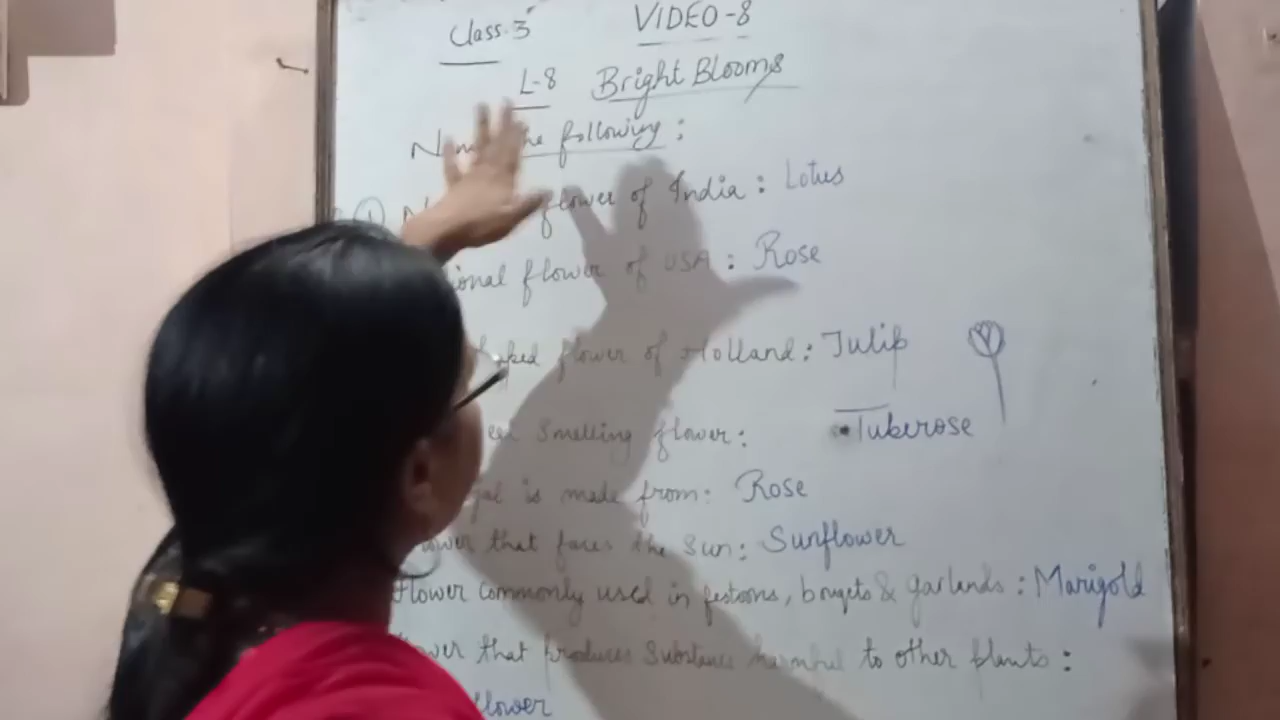 Class-3 VIDEO-8
L-8 Bright Blooms
the following:
flower of India: Lotus
flower of USA: Rose
flower of Holland: Tulip
Smelling flower: Tuberose
is made from: Rose
that faces the Sun: Sunflower
Flower commonly used in festoons, & garlands: Marigold
that produces Substance harmful to other plants:
flower